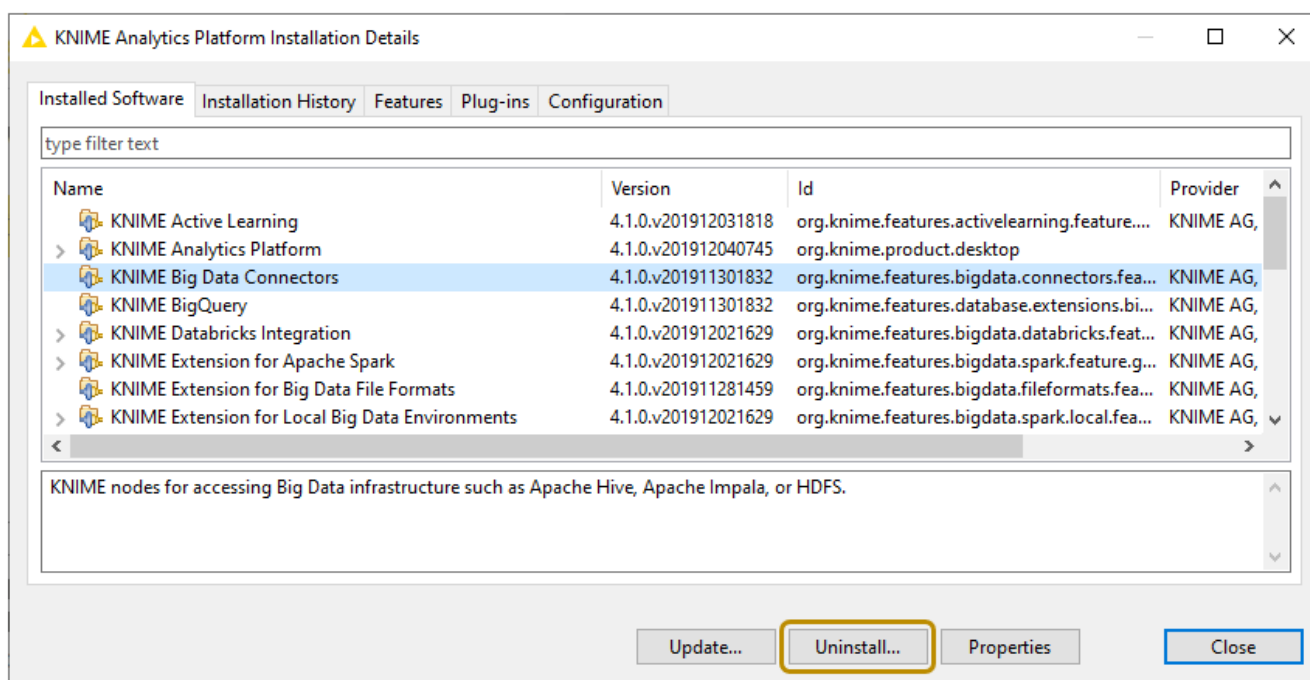 KNIME Analytics Platform Installation Details
Installed Software Installation History Features Plug-ins Configuration
type filter text
Name Version Id Provider
KNIME Active Learning 4.1.0.v201912031818 org.knime.features.activelearning.feature.... KNIME AG,
KNIME Analytics Platform 4.1.0.v201912040745 org.knime.product.desktop
KNIME Big Data Connectors 4.1.0.v201911301832 org.knime.features.bigdata.connectors.fea... KNIME AG,
KNIME BigQuery 4.1.0.v201911301832 org.knime.features.database.extensions.bi... KNIME AG,
KNIME Databricks Integration 4.1.0.v201912021629 org.knime.features.bigdata.databricks.feat... KNIME AG,
KNIME Extension for Apache Spark 4.1.0.v201912021629 org.knime.features.bigdata.spark.feature.g... KNIME AG,
KNIME Extension for Big Data File Formats 4.1.0.v201911281459 org.knime.features.bigdata.fileformats.fea... KNIME AG,
KNIME Extension for Local Big Data Environments 4.1.0.v201912021629 org.knime.features.bigdata.spark.local.fea... KNIME AG,
KNIME nodes for accessing Big Data infrastructure such as Apache Hive, Apache Impala, or HDFS.
Update... Uninstall... Properties Close